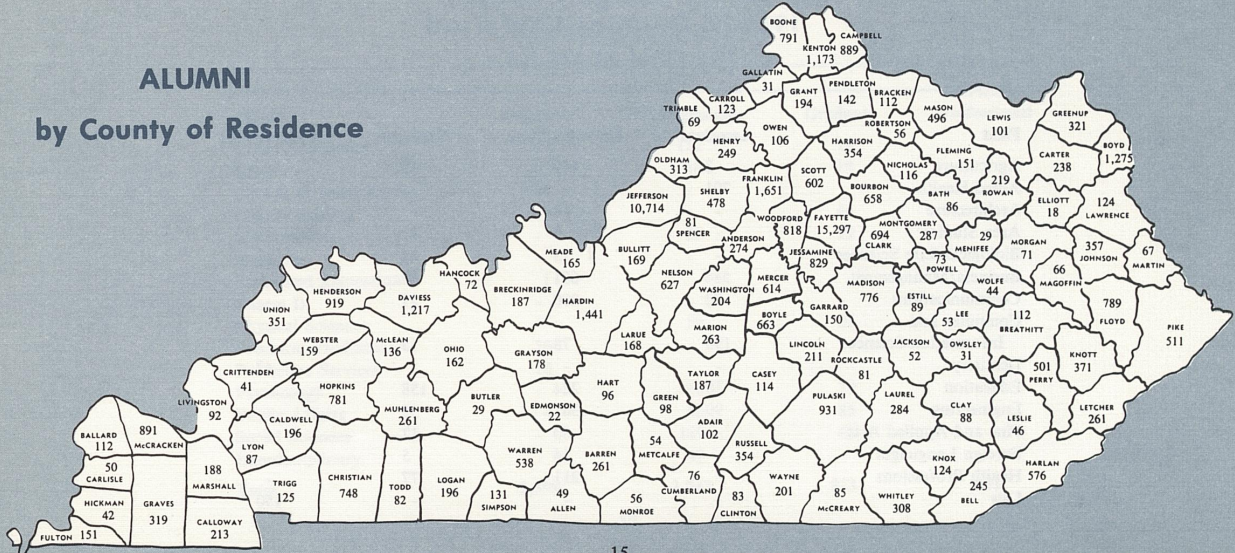 ALUMNI
by County of Residence
BOONE
791
KENTON
1,173
CAMPBELL
889
GALLATIN
31
CARROLL
123
TRIMBLE
69
GRANT
194
PENDLETON
142
BRACKEN
112
MASON
496
LEWIS
101
GREENUP
321
BOYD
1,275
OWEN
106
HENRY
249
OLDHAM
313
HARRISON
354
ROBERTSON
56
NICHOLAS
116
FLEMING
151
CARTER
238
219
ROWAN
ELLIOTT
18
124
LAWRENCE
JEFFERSON
10,714
SHELBY
478
FRANKLIN
1,651
SCOTT
602
BOURBON
658
BATH
86
81
SPENCER
ANDERSON
274
WOODFORD
818
FAYETTE
15,297
694
CLARK
MONTGOMERY
287
29
MENIFEE
MORGAN
71
357
JOHNSON
67
MARTIN
MEADE
165
BULLITT
169
NELSON
627
WASHINGTON
204
MERCER
614
JESSAMINE
829
MADISON
776
73
POWELL
ESTILL
89
WOLFE
44
66
MAGOFFIN
789
FLOYD
PIKE
511
HANCOCK
72
BRECKINRIDGE
187
HARDIN
1,441
LARUE
168
MARION
263
BOYLE
663
GARRARD
150
LEE
53
112
BREATHITT
UNION
351
HENDERSON
919
DAVIESS
1,217
WEBSTER
159
McLEAN
136
OHIO
162
GRAYSON
178
HART
96
GREEN
98
TAYLOR
187
CASEY
114
LINCOLN
211
ROCKCASTLE
81
JACKSON
52
OWSLEY
31
501
PERRY
KNOTT
371
CRITTENDEN
41
LIVINGSTON
92
HOPKINS
781
CALDWELL
196
MUHLENBERG
261
BUTLER
29
EDMONSON
22
ADAIR
102
PULASKI
931
LAUREL
284
CLAY
88
LESLIE
46
LETCHER
261
BALLARD
112
891
McCRACKEN
LYON
87
WARREN
538
BARREN
261
54
METCALFE
RUSSELL
354
KNOX
124
HARLAN
576
50
CARLISLE
188
MARSHALL
TRIGG
125
CHRISTIAN
748
TODD
82
LOGAN
196
131
SIMPSON
49
ALLEN
56
MONROE
76
CUMBERLAND
83
CLINTON
WAYNE
201
85
McCREARY
WHITLEY
308
245
BELL
HICKMAN
42
GRAVES
319
CALLOWAY
213
FULTON 151
15